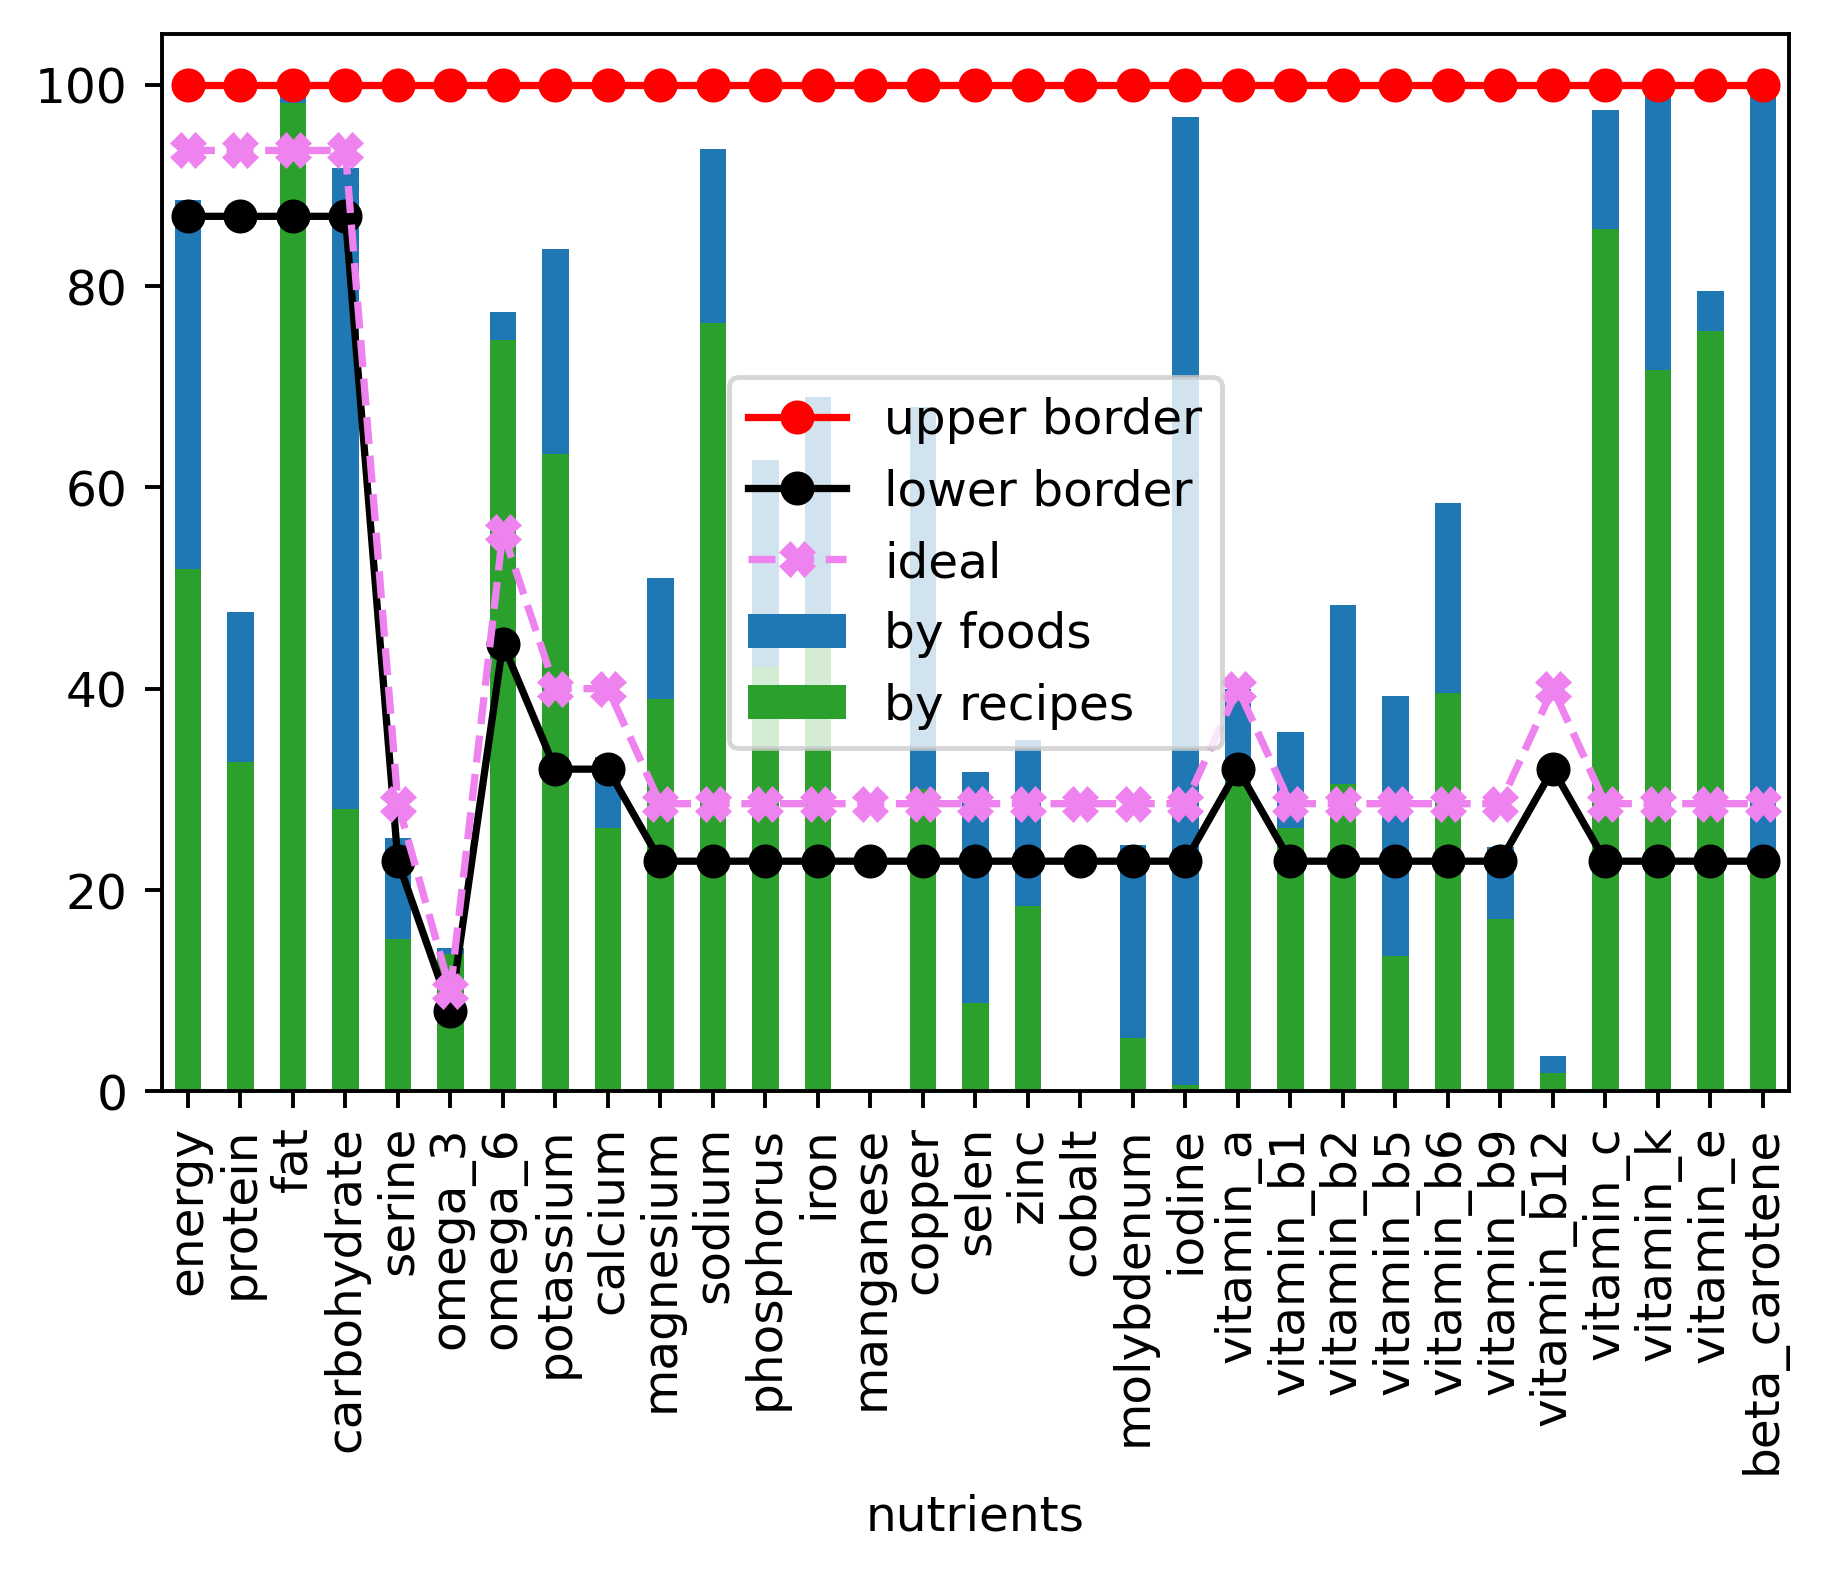 100
80
60
40
20
0
upper border
lower border
ideal
by foods
by recipes
energy
protein
fat
carbohydrate
serine
omega_3
omega_6
potassium
calcium
magnesium
sodium
phosphorus
iron
manganese
copper
selen
zinc
cobalt
molybdenum
iodine
vitamin_a
vitamin_b1
vitamin_b2
vitamin_b5
vitamin_b6
vitamin_b9
vitamin_b12
vitamin_c
vitamin_k
vitamin_e
beta_carotene
nutrients